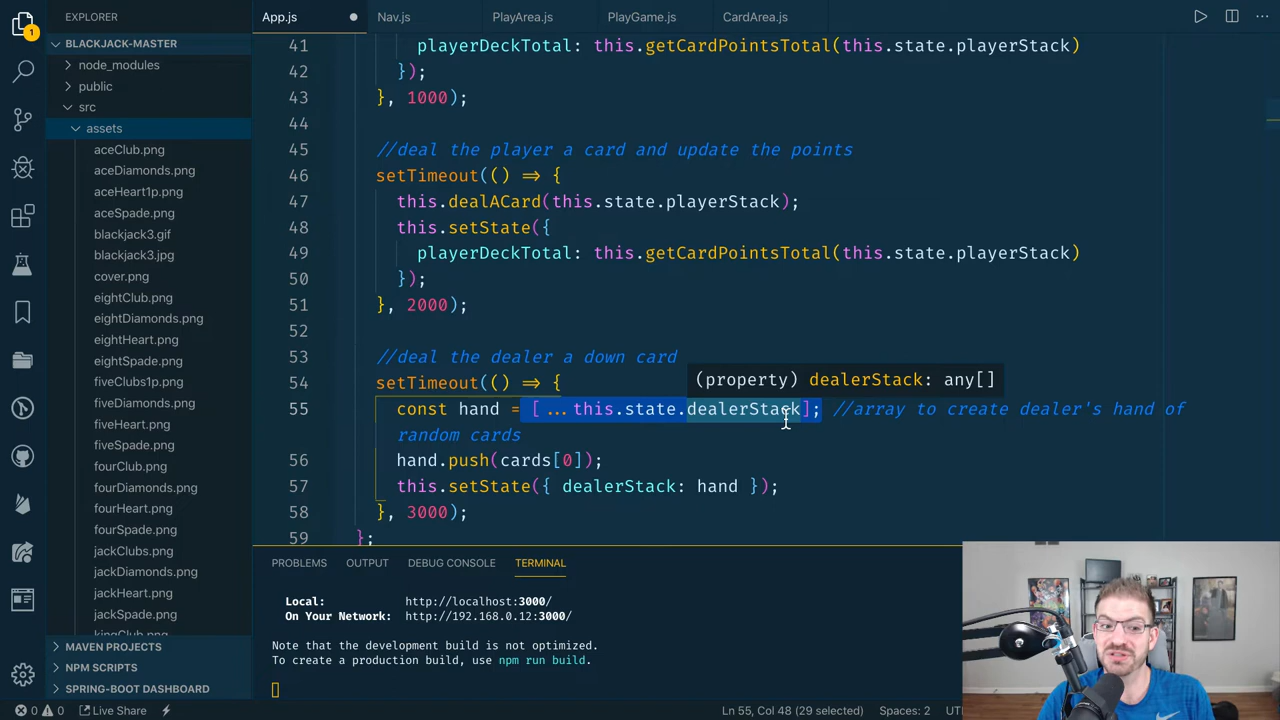 EXPLORER
1
BLACKJACK-MASTER
node_modules
public
src
assets
aceClub.png
aceDiamonds.png
aceHeart1p.png
aceSpade.png
blackjack3.gif
blackjack3.jpg
cover.png
eightClub.png
eightDiamonds.png
eightHeart.png
eightSpade.png
fiveClubs1p.png
fiveDiamonds.png
fiveHeart.png
fiveSpade.png
fourClub.png
fourDiamonds.png
fourHeart.png
fourSpade.png
jackClubs.png
jackDiamonds.png
jackHeart.png
jackSpade.png
kingClub.png
MAVEN PROJECTS
NPM SCRIPTS
SPRING-BOOT DASHBOARD
App.js
Nav.js
PlayArea.js
PlayGame.js
CardArea.js
41 playerDeckTotal: this.getCardPointsTotal(this.state.playerStack)
42 });
43 }, 1000);
44
45 //deal the player a card and update the points
46 setTimeout(() => {
47 this.dealACard(this.state.playerStack);
48 this.setState({
49 playerDeckTotal: this.getCardPointsTotal(this.state.playerStack)
50 });
51 }, 2000);
52
53 //deal the dealer a down card
54 setTimeout(() => {
(property) dealerStack: any[]
55 const hand = [...this.state.dealerStack]; //array to create dealer's hand of
random cards
56 hand.push(cards[0]);
57 this.setState({ dealerStack: hand });
58 }, 3000);
59 };
PROBLEMS OUTPUT DEBUG CONSOLE TERMINAL
Local: http://localhost:3000/
On Your Network: http://192.168.0.12:3000/
Note that the development build is not optimized.
To create a production build, use npm run build.
0 0 Live Share Ln 55, Col 48 (29 selected) Spaces: 2